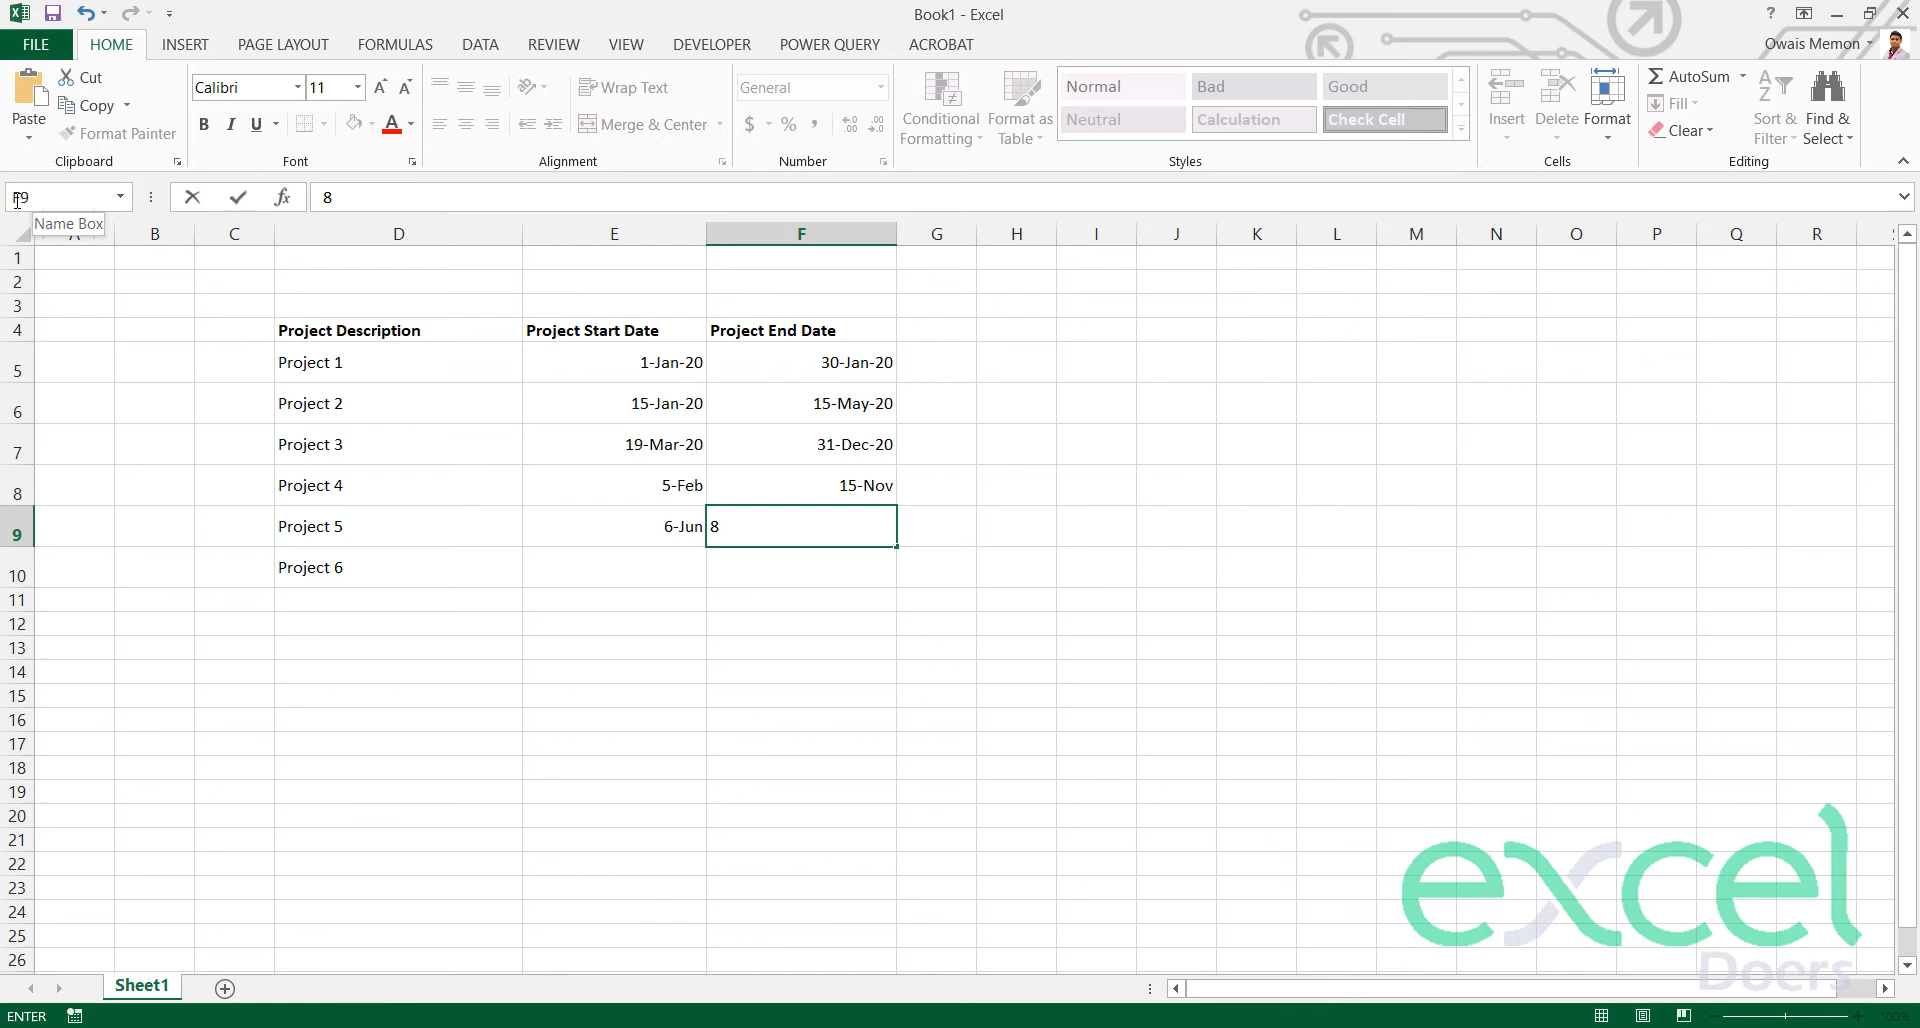 Book1 - Excel
?
FILE HOME INSERT PAGE LAYOUT FORMULAS DATA REVIEW VIEW DEVELOPER POWER QUERY ACROBAT Owais Memon
Paste Cut Copy Format Painter Clipboard
Calibri 11 A A B I U A Font
Wrap Text Merge & Center Alignment
General $ % , .0 .00 .00 .0 Number
Conditional Formatting Format as Table
Normal Bad Good
Neutral Calculation Check Cell
Styles
Insert Delete Format Cells
AutoSum Fill Clear Sort & Filter Find & Select Editing
F9 fx 8
Name Box
A B C D E F G H I J K L M N O P Q R
1
2
3
4 Project Description Project Start Date Project End Date
5 Project 1 1-Jan-20 30-Jan-20
6 Project 2 15-Jan-20 15-May-20
7 Project 3 19-Mar-20 31-Dec-20
8 Project 4 5-Feb 15-Nov
9 Project 5 6-Jun 8
10 Project 6
11
12
13
14
15
16
17
18
19
20
21
22
23
24
25
26
excel
Doers
Sheet1
ENTER 100%